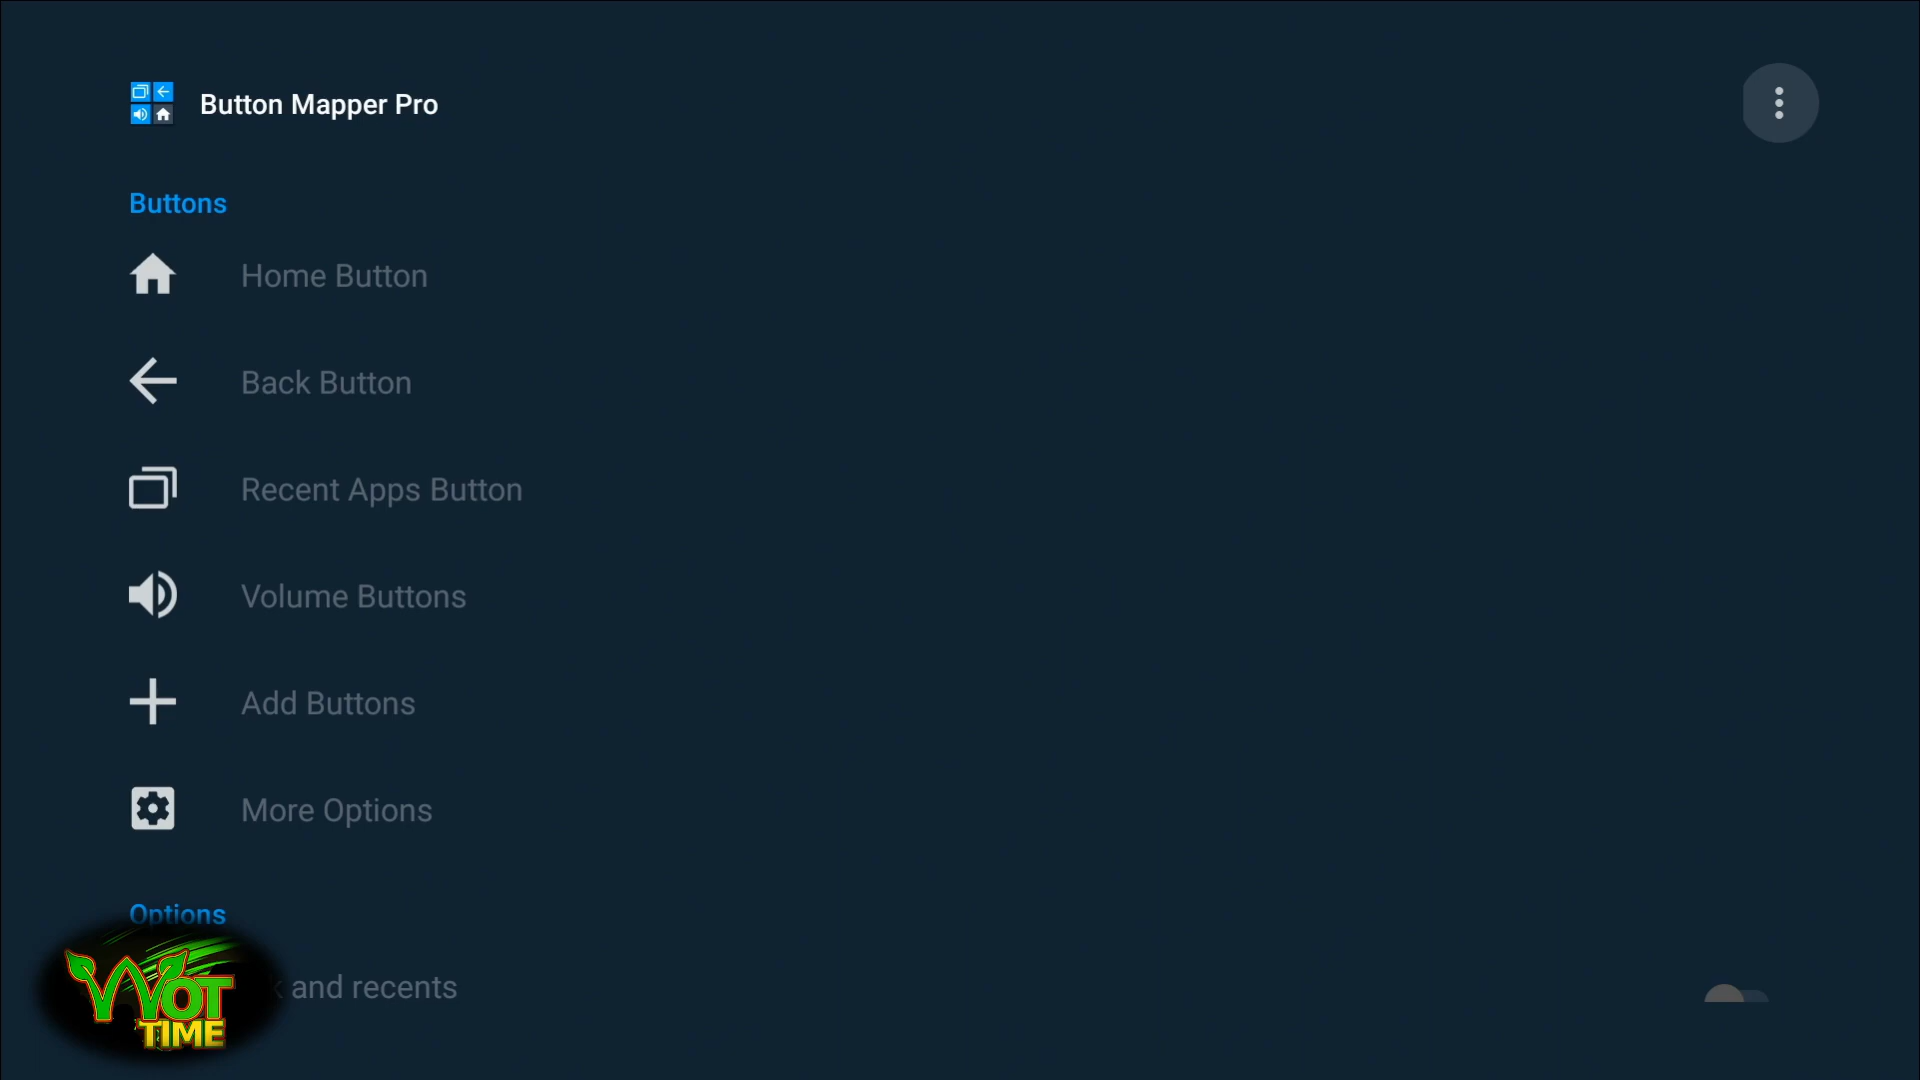 Button Mapper Pro
Buttons
Home Button
Back Button
Recent Apps Button
Volume Buttons
Add Buttons
More Options
Options
and recents
WOT
TIME